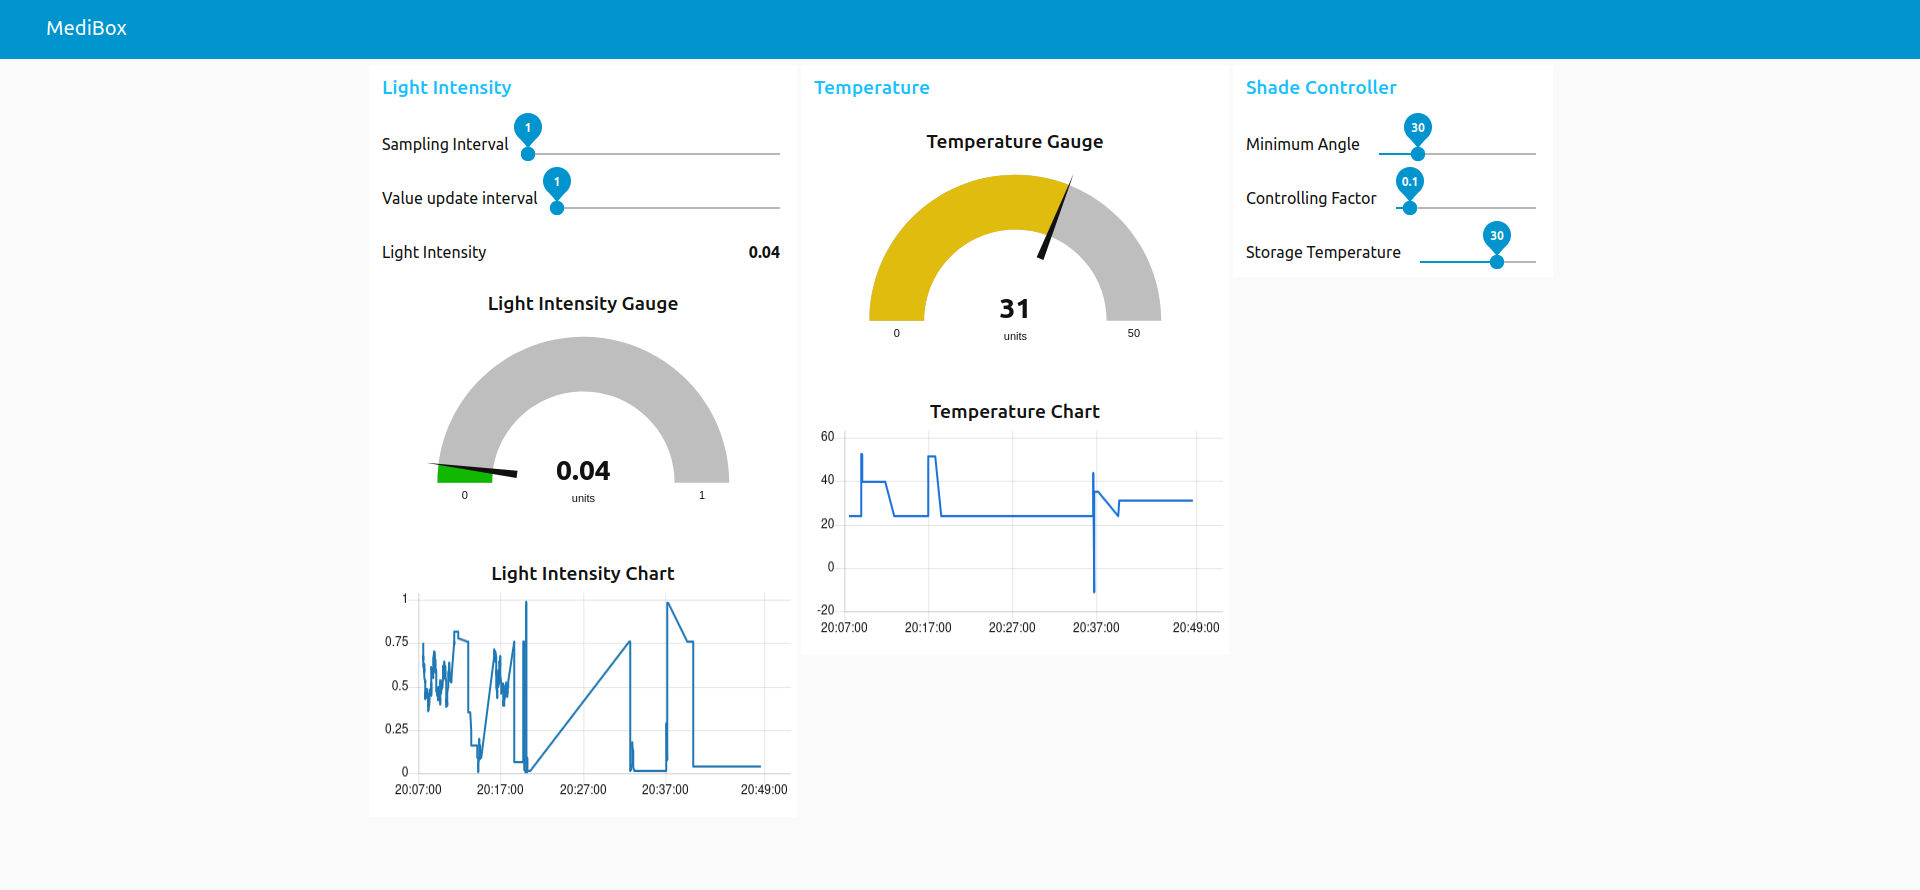 MediBox
Light Intensity
1
Sampling Interval
1
Value update interval
Light Intensity 0.04
Light Intensity Gauge
0.04
units
0 1
Light Intensity Chart
1
0.75
0.5
0.25
0
20:07:00 20:17:00 20:27:00 20:37:00 20:49:00
Temperature
Temperature Gauge
31
units
0 50
Temperature Chart
60
40
20
0
-20
20:07:00 20:17:00 20:27:00 20:37:00 20:49:00
Shade Controller
30
Minimum Angle
0.1
Controlling Factor
30
Storage Temperature